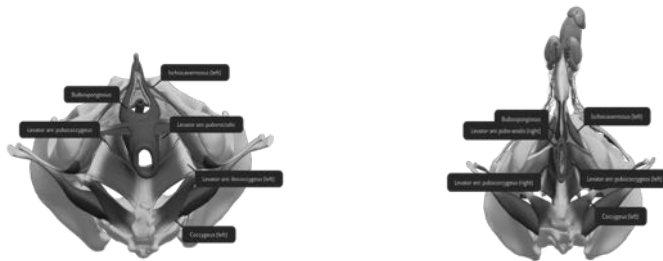 Ischiocavernosus (left)
Bulbospongiosus
Levator ani pubococcygeus
Levator ani puborectalis
Levator ani iliococcygeus (left)
Coccygeus (left)
Bulbospongiosus
Ischiocavernosus (left)
Levator ani pubo-analis (right)
Levator ani pubococcygeus (right)
Levator ani pubococcygeus (left)
Coccygeus (left)